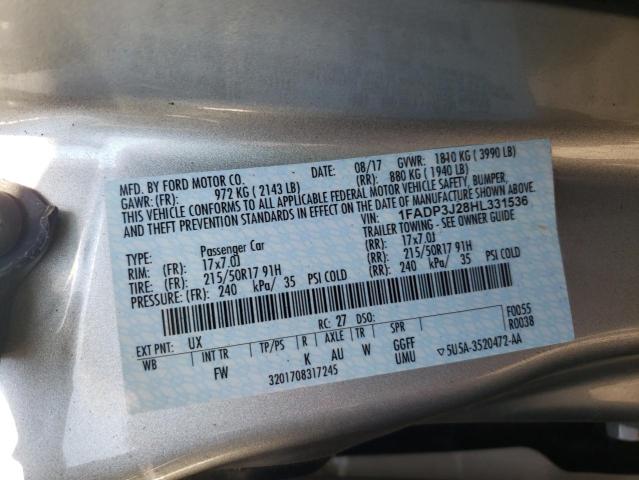 MFD. BY FORD MOTOR CO.
DATE: 08/17 GVWR: 1810 KG ( 3990 LB)
GAWR: (FR): 972 KG ( 2143 LB) (RR): 880 KG ( 1940 LB)
THIS VEHICLE CONFORMS TO ALL APPLICABLE FEDERAL MOTOR VEHICLE SAFETY, BUMPER,
AND THEFT PREVENTION STANDARDS IN EFFECT ON THE DATE OF MANUFACTURE SHOWN ABOVE.
VIN: 1FADP3J28HL331536
TYPE: Passenger Car TRAILER TOWING - SEE OWNER GUIDE
RIM: (FR): 17x7.0J (RR): 17x7.0J
TIRE: (FR): 215/50R17 91H (RR): 215/50R17 91H
PRESSURE: (FR): 240 kPa/ 35 PSI COLD (RR): 240 kPa/ 35 PSI COLD
EXT PNT: UX RC: 27 DSO: F0055
WB INT TR TP/PS R AXLE TR SPR R0038
FW K AU W GGFF
UMU
3201708317245 ▽5U5A-3520472-AA